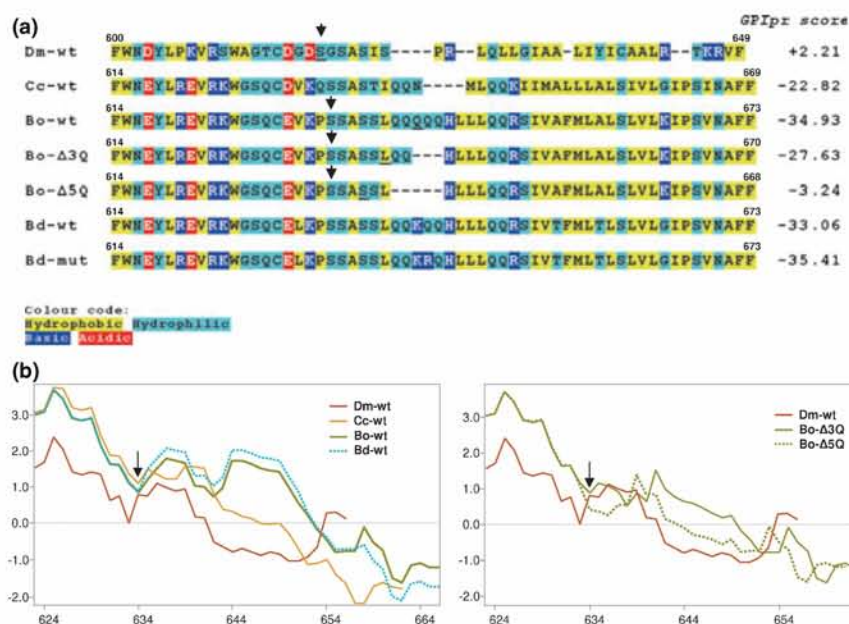 (a)
GPIpr score
600 649
Dm-wt FWNDYLPKVRSWAGTCDGDSGSASIS----PR--LQLLGIAA-LIYICAALR--TKRVF +2.21
614 669
Cc-wt FWNEYLREVRKWGSQCDVKQSSASTIQQN----MLQQKIIMALLLALSIVLGIPSINAFF -22.82
614 673
Bo-wt FWNEYLREVRKWGSQCEVKPSSASSLQQQQQHLLLQQRSIVAFMLALSLVLKIPSVNAFF -34.93
614 670
Bo-Δ3Q FWNEYLREVRKWGSQCEVKPSSASSLQQ---HLLLQQRSIVAFMLALSLVLKIPSVNAFF -27.63
614 668
Bo-Δ5Q FWNEYLREVRKWGSQCEVKPSSASSL-----HLLLQQRSIVAFMLALSLVLKIPSVNAFF -3.24
614 673
Bd-wt FWNEYLREVRKWGSQCELKPSSASSLQQKQQHLLLQQRSIVTFMLTLSLVLGIPSVNAFF -33.06
614 673
Bd-mut FWNEYLREVRKWGSQCELKPSSASSLQQKRQHLLLQQRSIVTFMLTLSLVLGIPSVNAFF -35.41
Colour code:
Hydrophobic Hydrophilic
Basic Acidic
(b)
3.0
2.0
1.0
0.0
-1.0
-2.0
624 634 644 654 664
Dm-wt
Cc-wt
Bo-wt
Bd-wt
3.0
2.0
1.0
0.0
-1.0
-2.0
624 634 644 654
Dm-wt
Bo-Δ3Q
Bo-Δ5Q